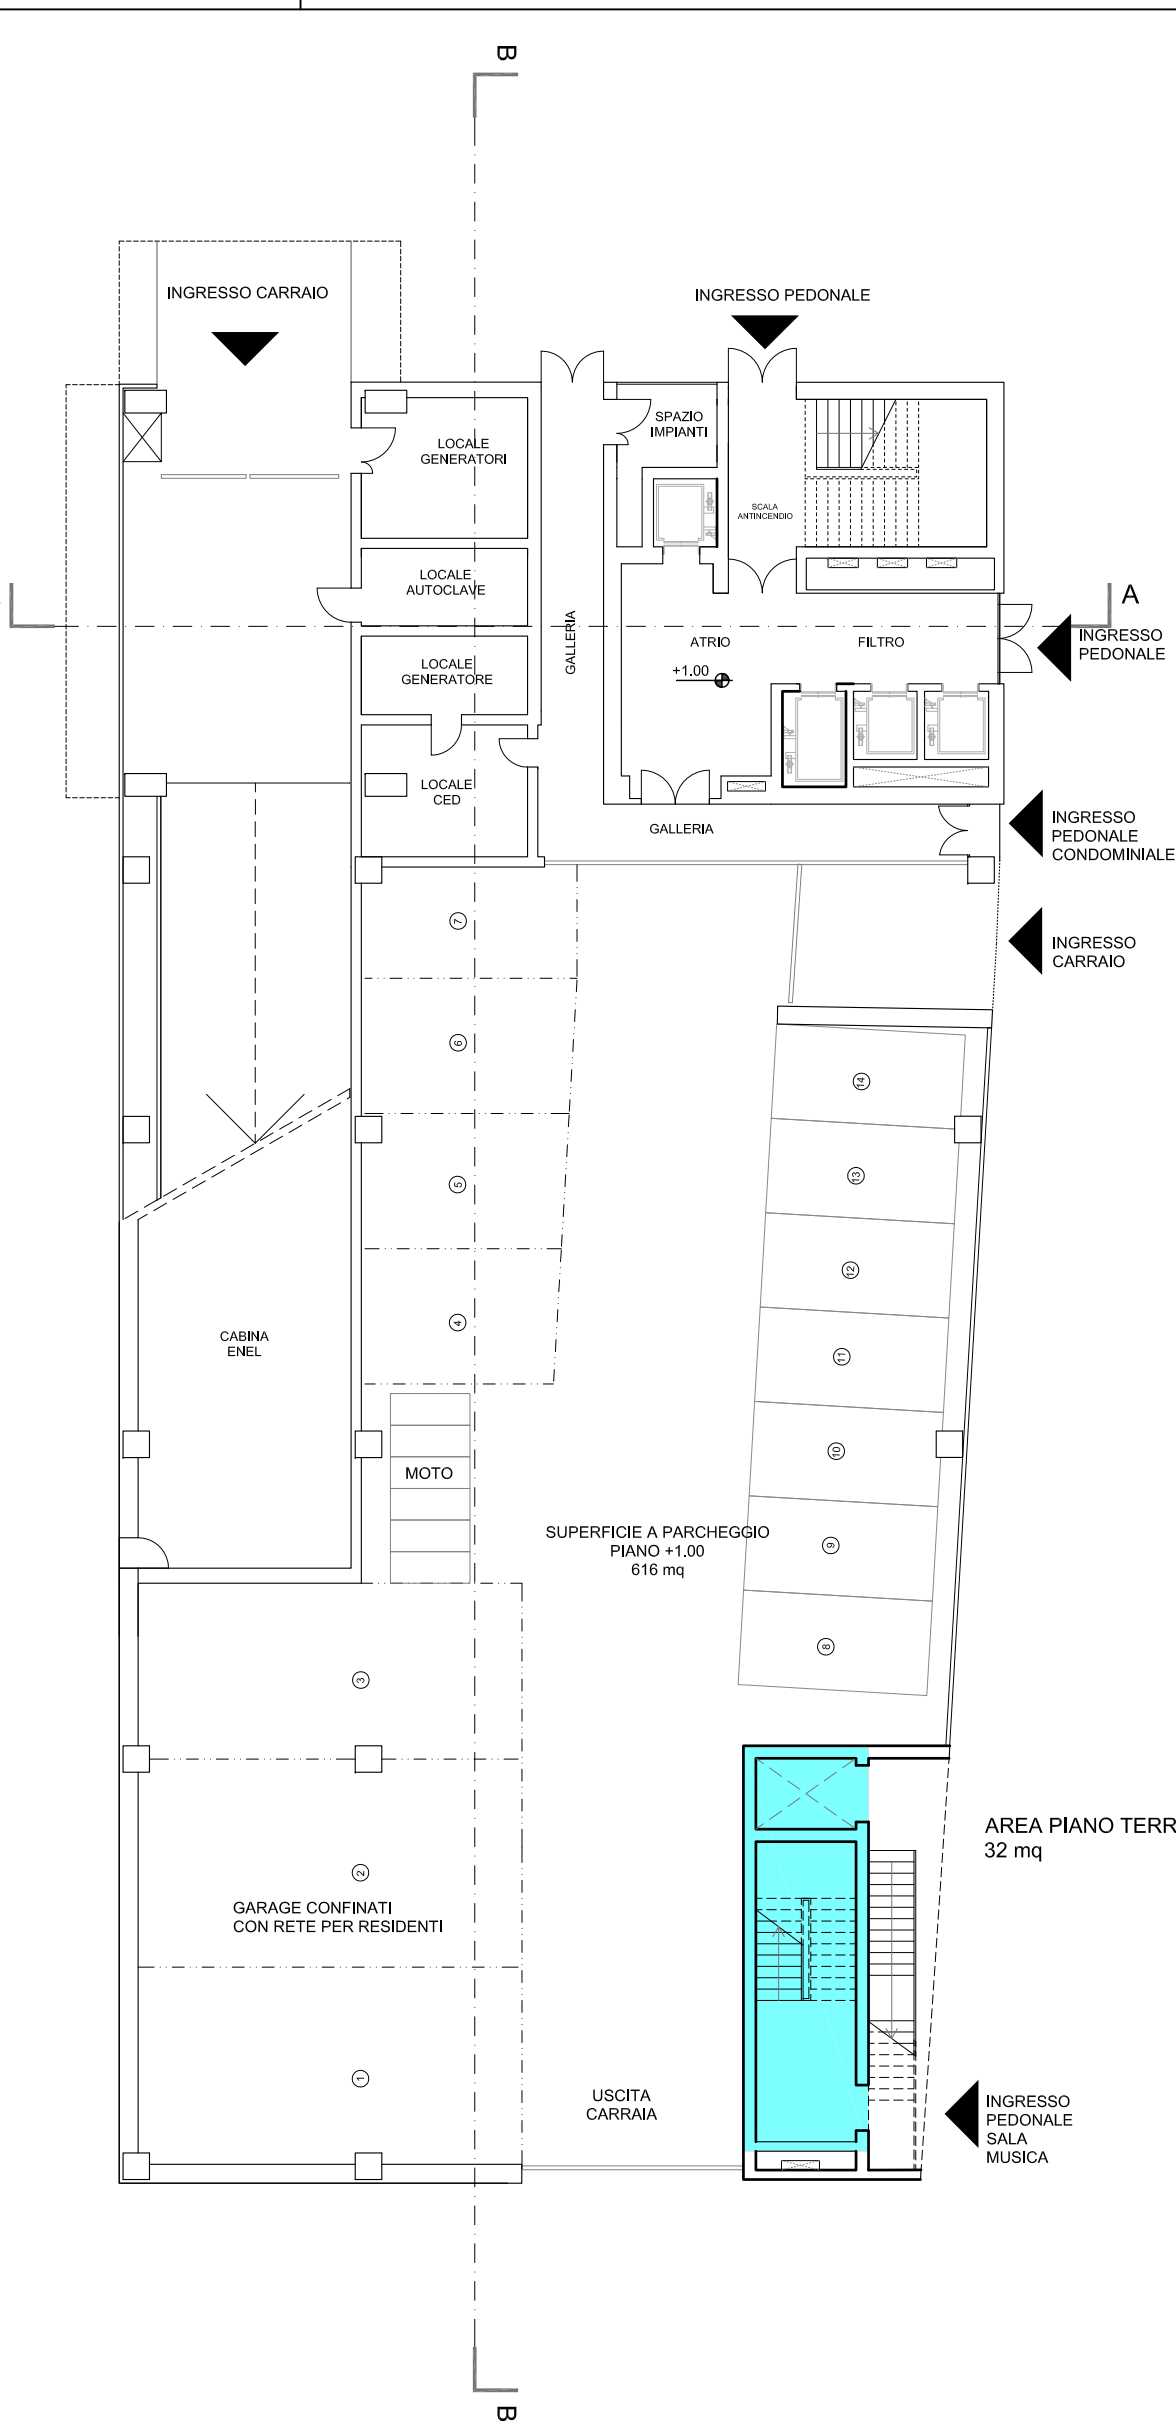 B
INGRESSO CARRAIO
INGRESSO PEDONALE
SPAZIO
IMPIANTI
LOCALE
GENERATORI
SCALA
ANTINCENDIO
LOCALE
AUTOCLAVE
A
GALLERIA
ATRIO
FILTRO
INGRESSO
PEDONALE
LOCALE
GENERATORE
+1.00
LOCALE
CED
GALLERIA
INGRESSO
PEDONALE
CONDOMINIALE
7
INGRESSO
CARRAIO
6
14
5
13
12
4
CABINA
ENEL
11
10
MOTO
SUPERFICIE A PARCHEGGIO
PIANO +1.00
616 mq
9
8
3
AREA PIANO TERR
32 mq
2
GARAGE CONFINATI
CON RETE PER RESIDENTI
1
USCITA
CARRAIA
INGRESSO
PEDONALE
SALA
MUSICA
B